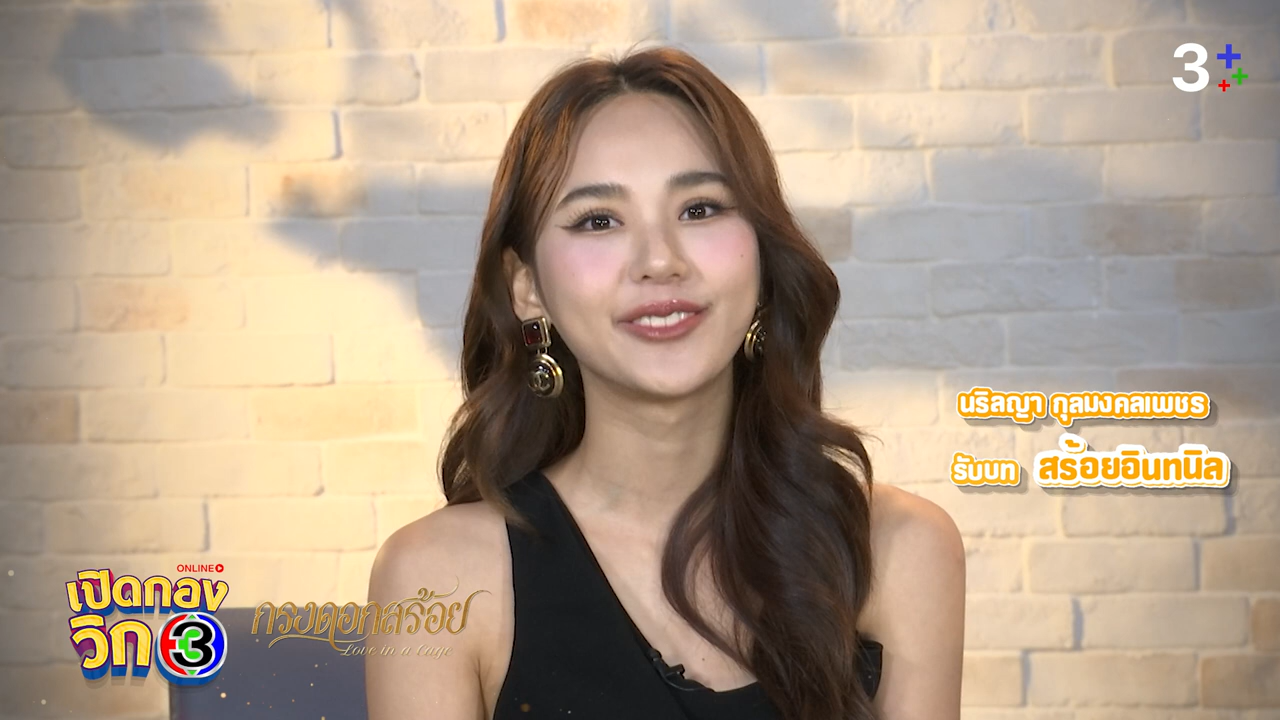 3
นริลญา กุลมงคลเพชร
รับบท สร้อยอินทนิล
ONLINE
เปิดกอง
วิก 3
กรงดอกสร้อย
Love in a Cage